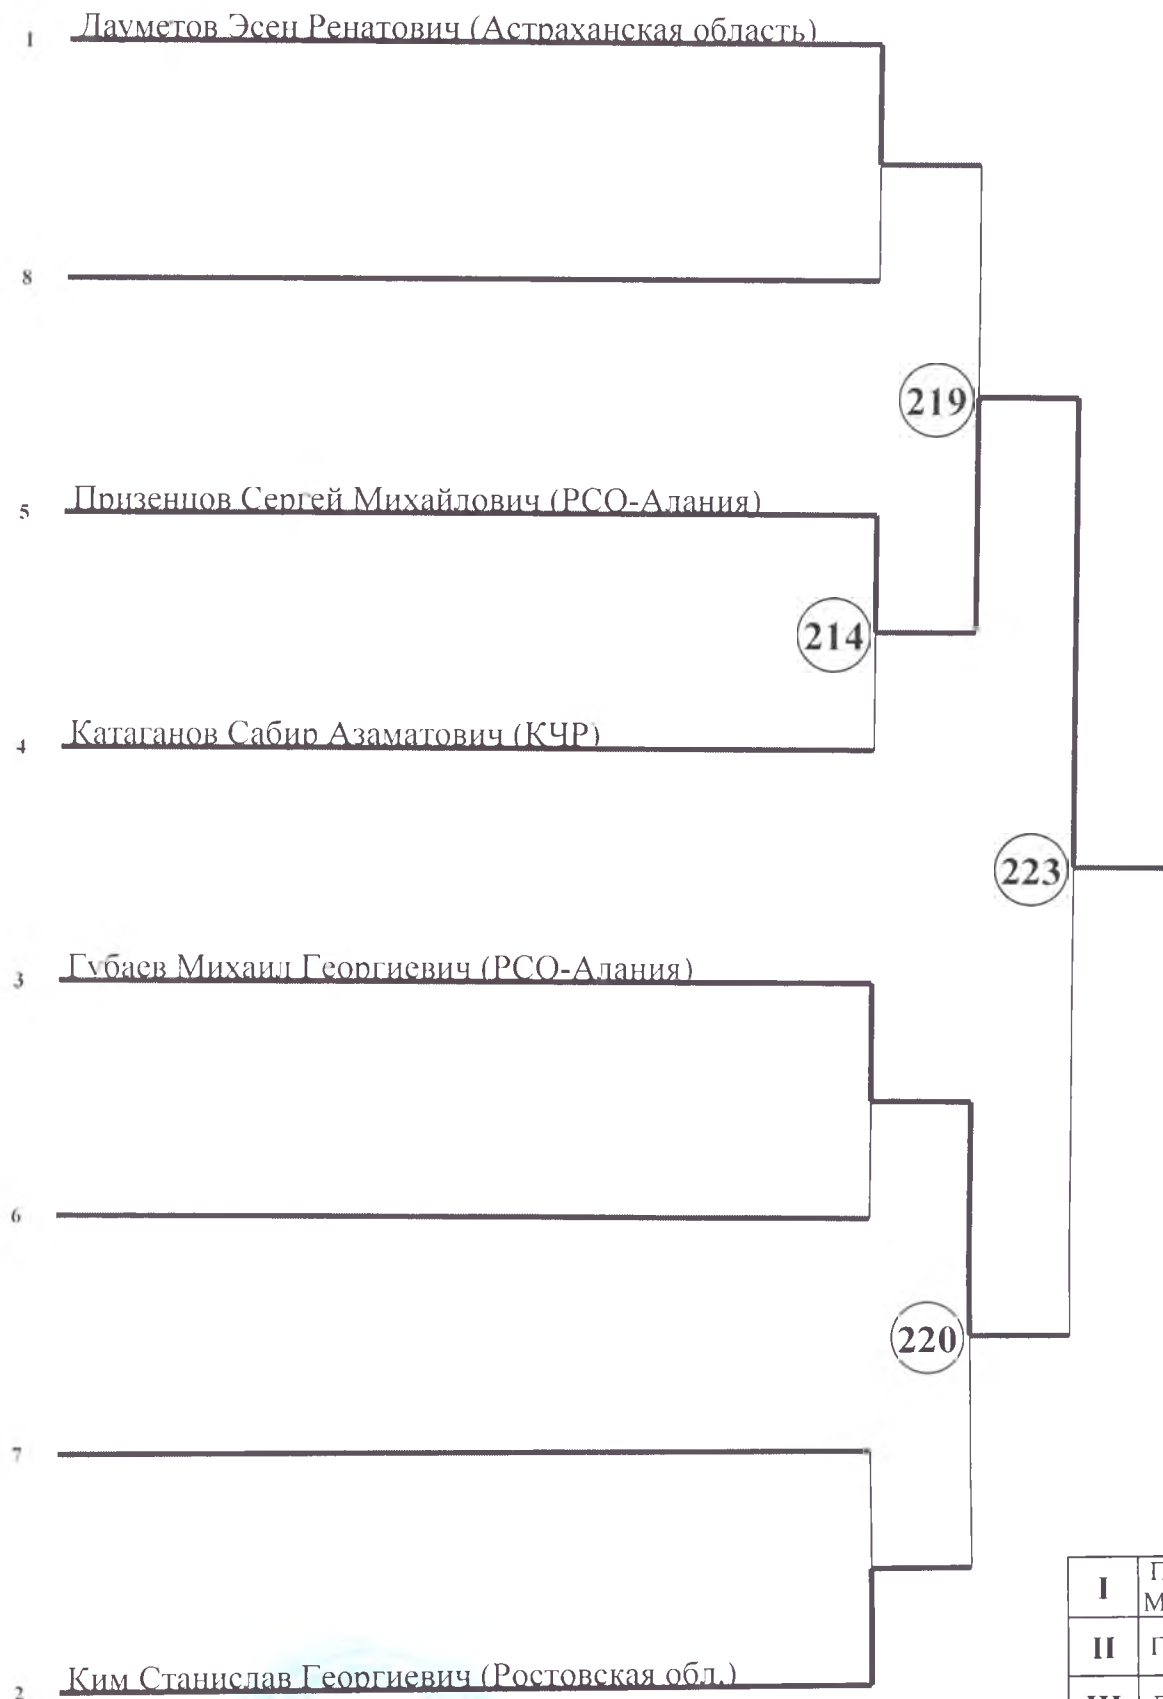 1 Дауметов Эсен Ренатович (Астраханская область)
8
219
5 Призенцов Сергей Михайлович (РСО-Алания)
214
4 Катаганов Сабир Азаматович (КЧР)
223
3 Губаев Михаил Георгиевич (РСО-Алания)
6
220
7
I
II
2 Ким Станислав Георгиевич (Ростовская обл.)